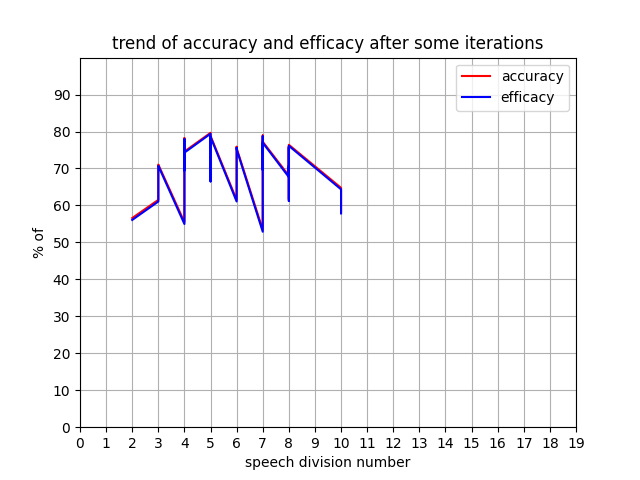 trend of accuracy and efficacy after some iterations
accuracy
efficacy
90
80
70
60
50
40
30
20
10
0
% of
0 1 2 3 4 5 6 7 8 9 10 11 12 13 14 15 16 17 18 19
speech division number